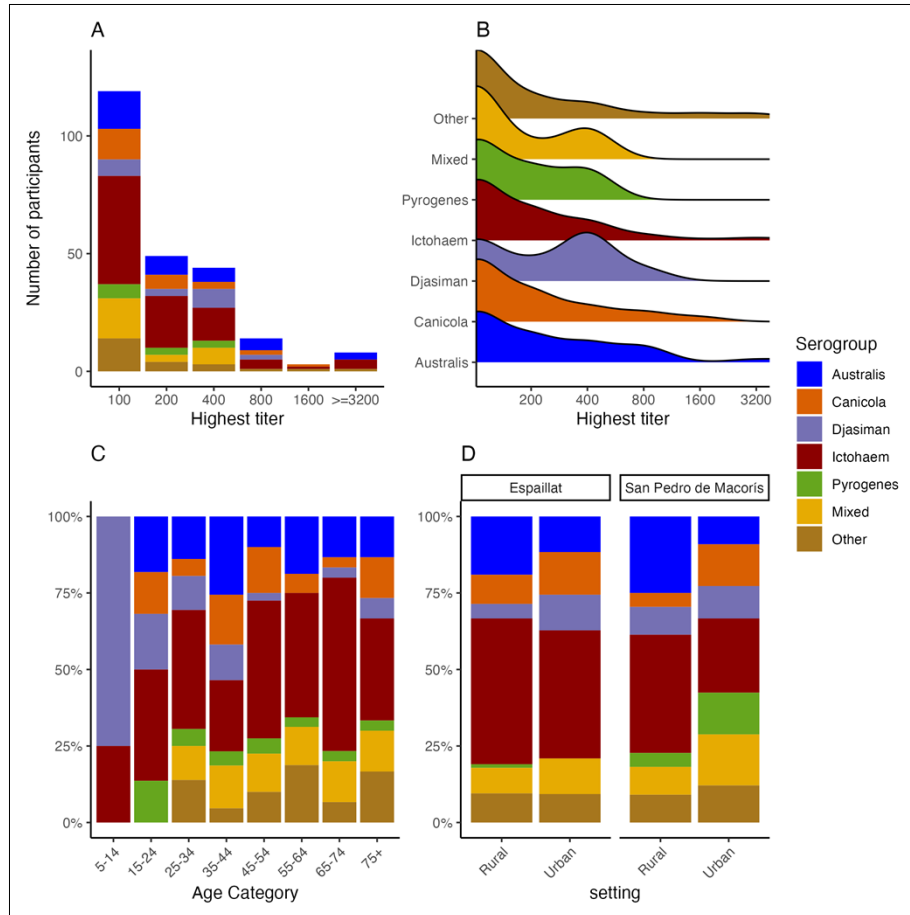 A
Number of participants
100
50
0
100 200 400 800 1600 >=3200
Highest titer
B
Other
Mixed
Pyrogenes
Ictohaem
Djasiman
Canicola
Australis
200 400 800 1600 3200
Highest titer
Serogroup
Australis
Canicola
Djasiman
Ictohaem
Pyrogenes
Mixed
Other
C
100%
75%
50%
25%
0%
5-14 15-24 25-34 35-44 45-54 55-64 65-74 75+
Age Category
D
Espaillat San Pedro de Macorís
100%
75%
50%
25%
0%
Rural Urban Rural Urban
setting